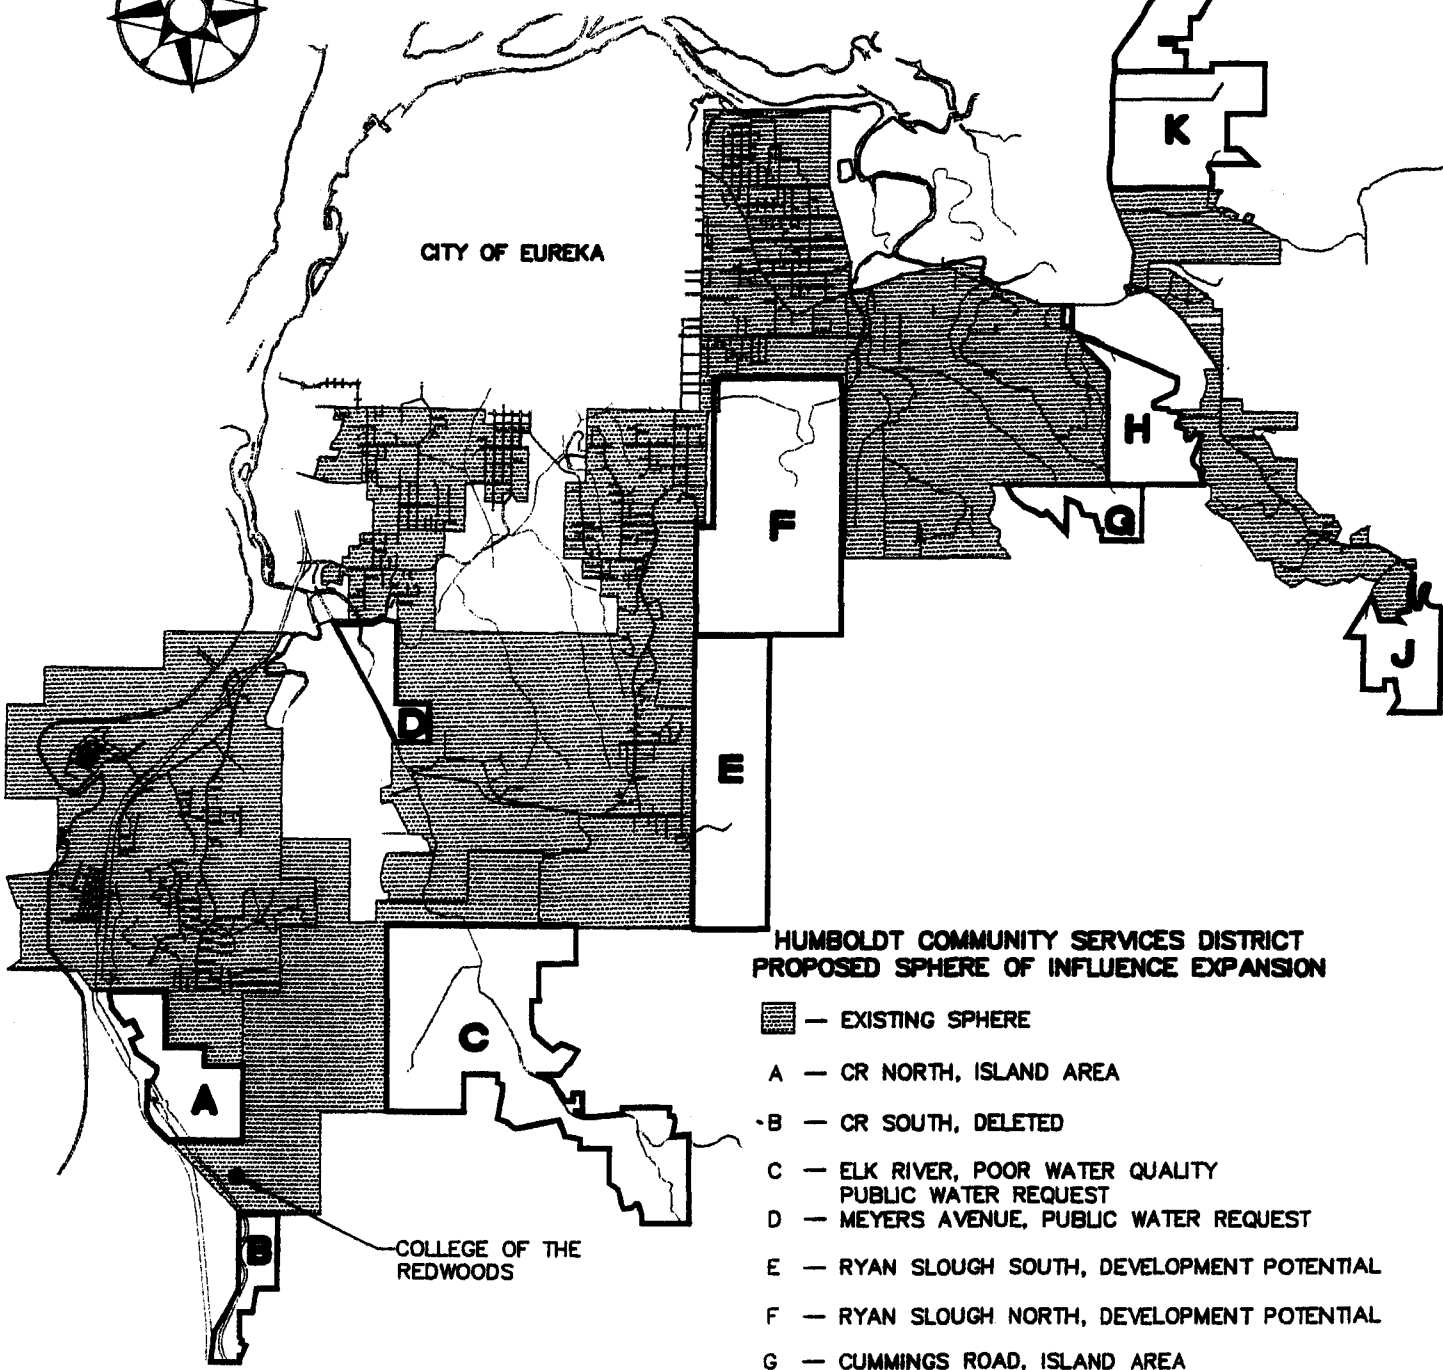 K
CITY OF EUREKA
H
F
G
J
D
E
HUMBOLDT COMMUNITY SERVICES DISTRICT
PROPOSED SPHERE OF INFLUENCE EXPANSION
— EXISTING SPHERE
C
A
A — CR NORTH, ISLAND AREA
B — CR SOUTH, DELETED
C — ELK RIVER, POOR WATER QUALITY
PUBLIC WATER REQUEST
D — MEYERS AVENUE, PUBLIC WATER REQUEST
B
COLLEGE OF THE
REDWOODS
E — RYAN SLOUGH SOUTH, DEVELOPMENT POTENTIAL
F — RYAN SLOUGH NORTH, DEVELOPMENT POTENTIAL
G — CUMMINGS ROAD, ISLAND AREA